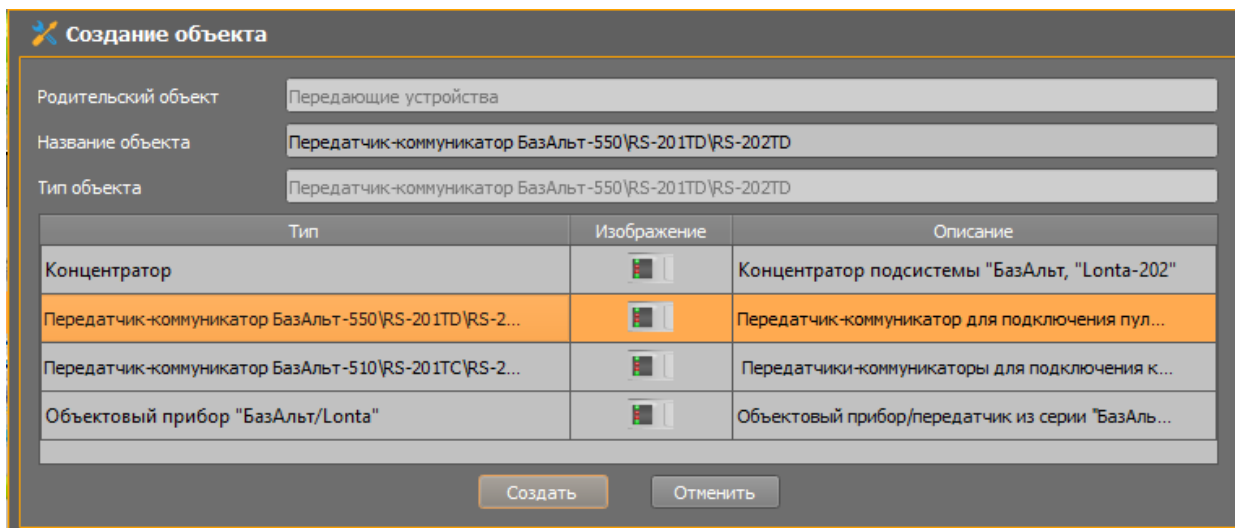 Создание объекта
Родительский объект Передающие устройства
Название объекта Передатчик-коммуникатор БазАльт-550\RS-201TD\RS-202TD
Тип объекта Передатчик-коммуникатор БазАльт-550\RS-201TD\RS-202TD
Тип Изображение Описание
Концентратор Концентратор подсистемы "БазАльт, "Lonta-202"
Передатчик-коммуникатор БазАльт-550\RS-201TD\RS-2... Передатчик-коммуникатор для подключения пул...
Передатчик-коммуникатор БазАльт-510\RS-201TC\RS-2... Передатчики-коммуникаторы для подключения к...
Объектовый прибор "БазАльт/Lonta" Объектовый прибор/передатчик из серии "БазАль...
Создать Отменить